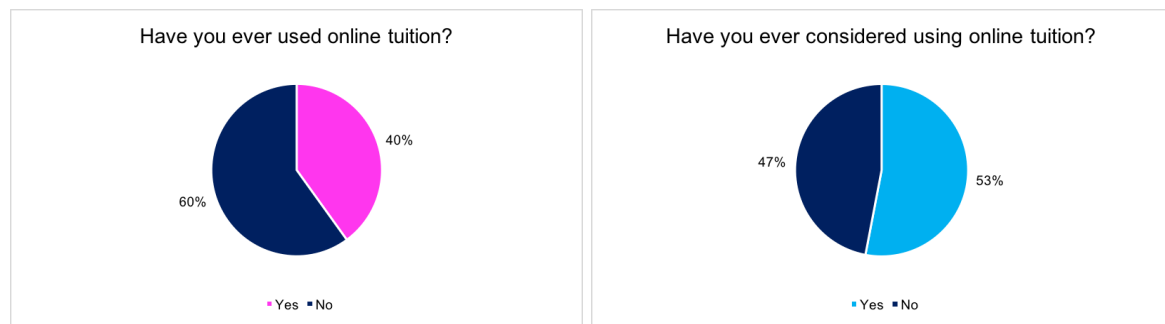 Have you ever used online tuition?
40%
60%
Yes No
Have you ever considered using online tuition?
47%
53%
Yes No